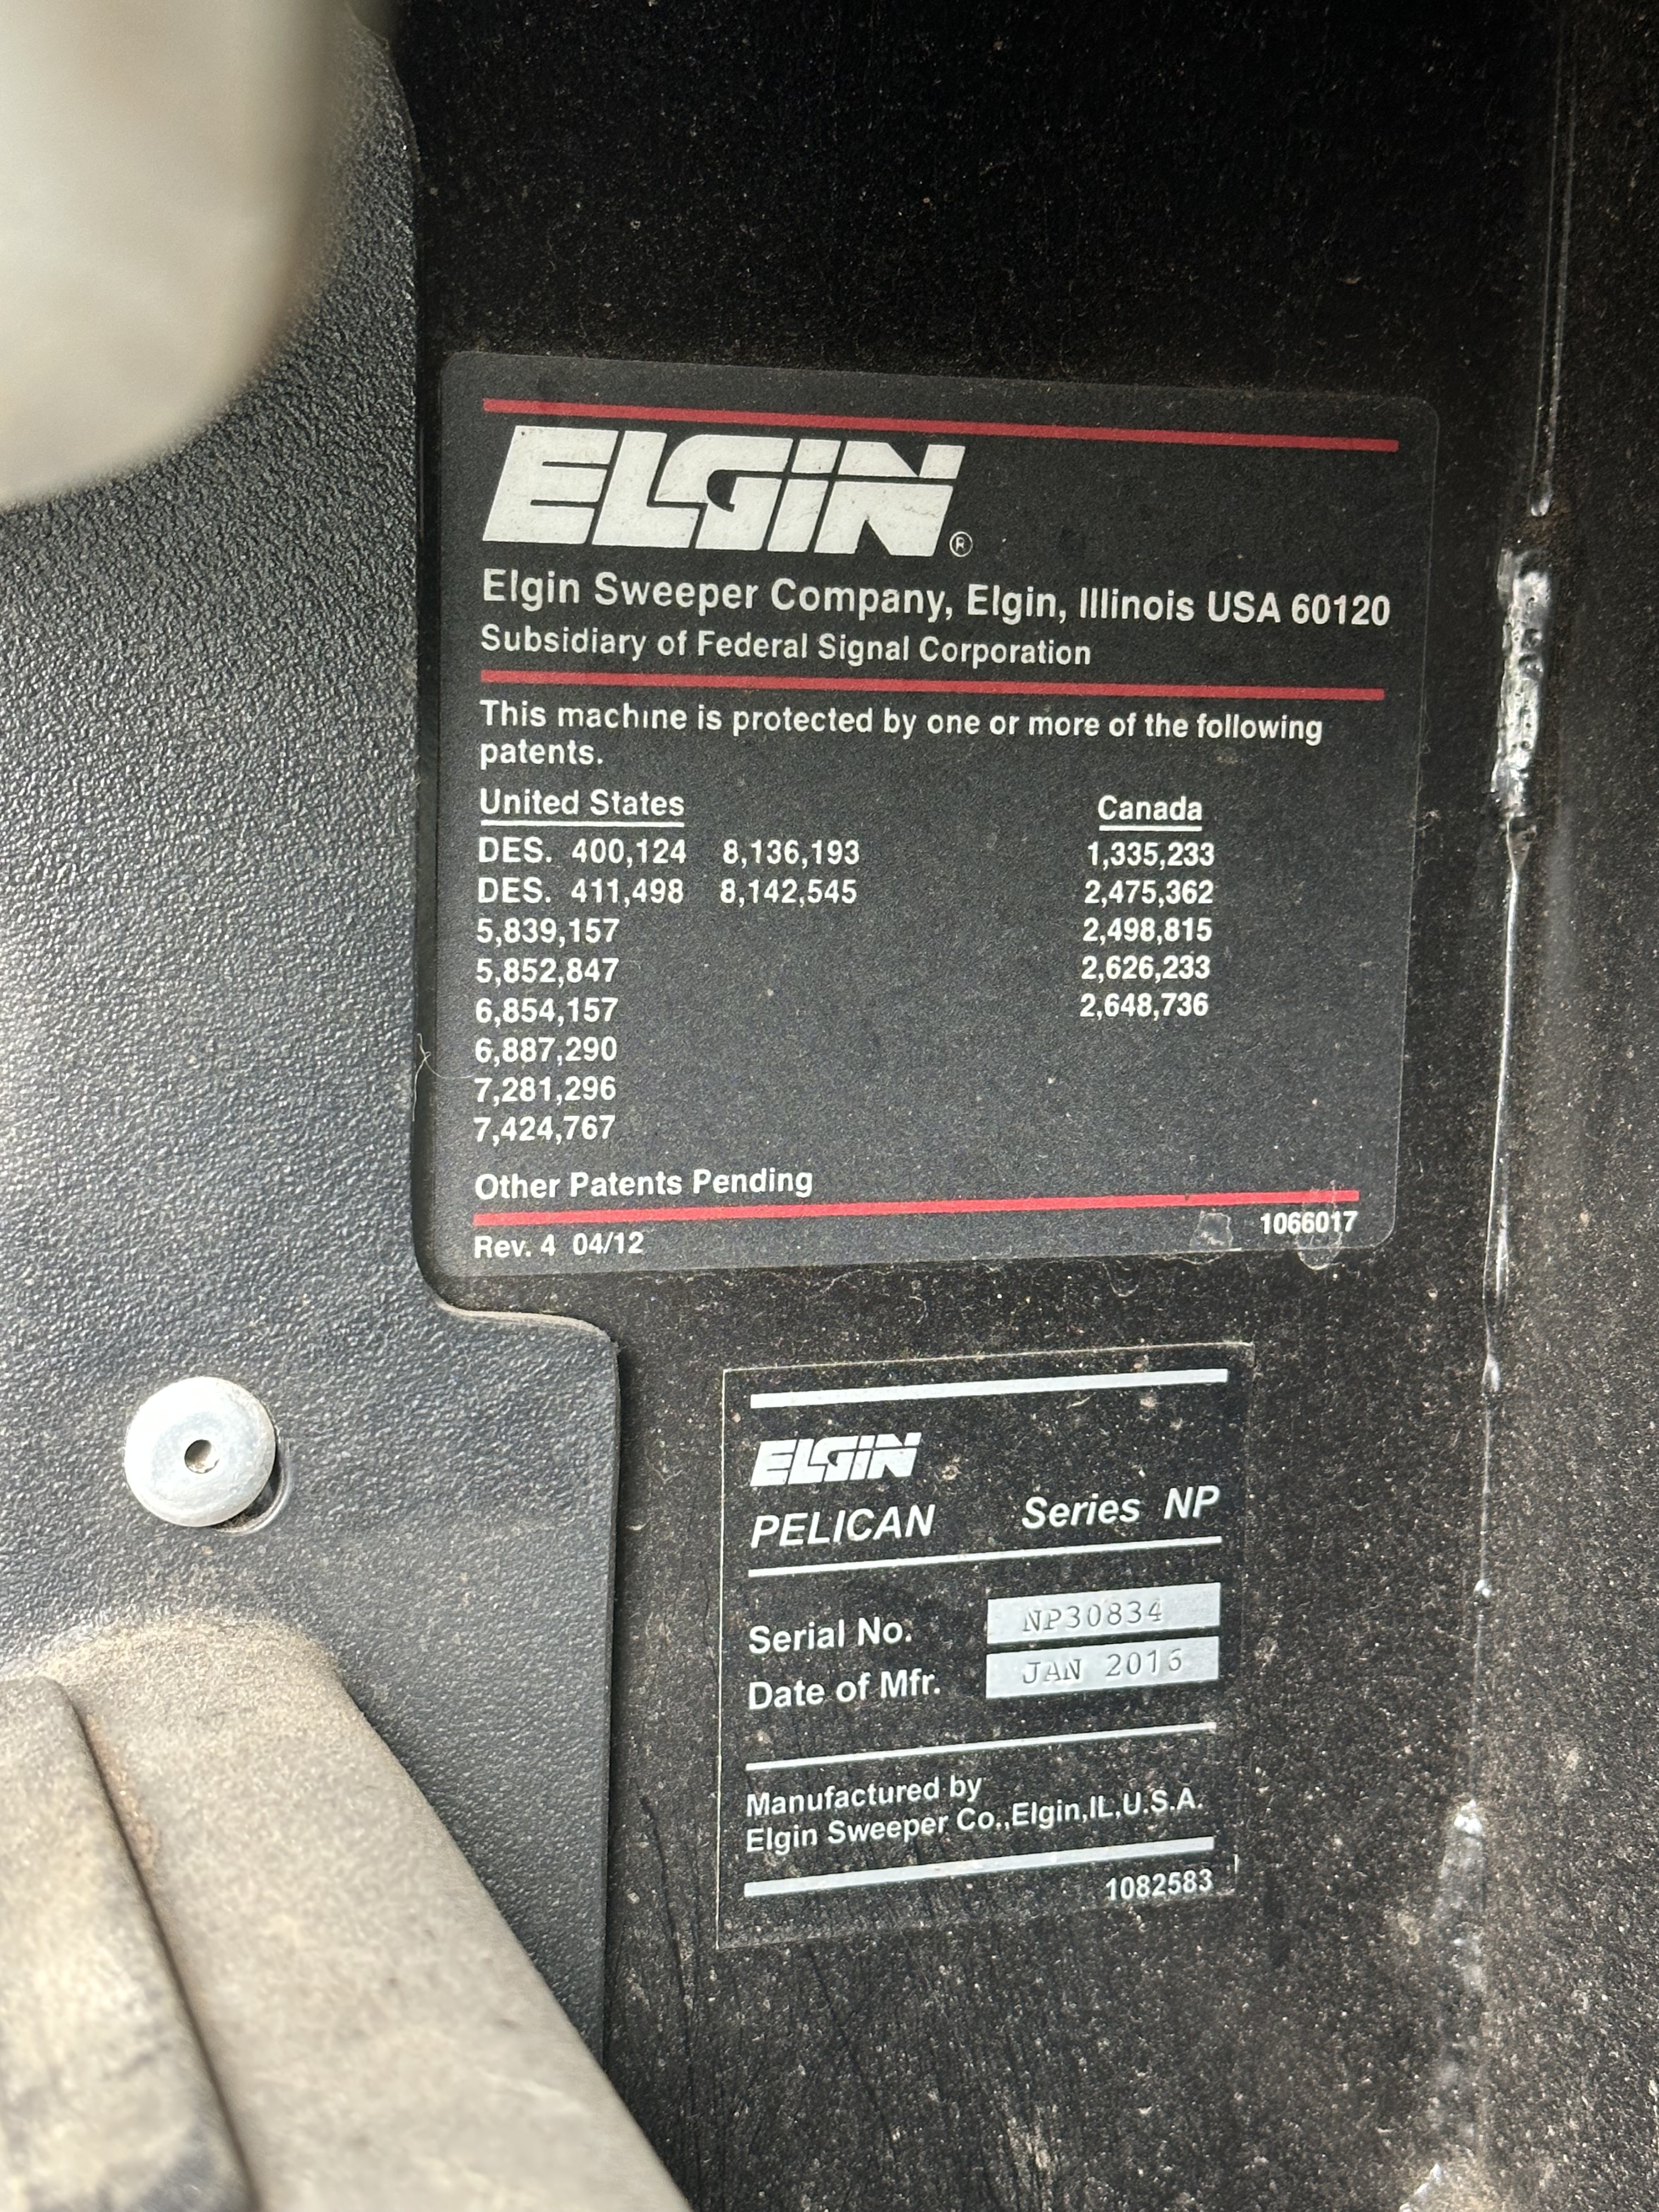 ELGIN®
Elgin Sweeper Company, Elgin, Illinois USA 60120
Subsidiary of Federal Signal Corporation
This machine is protected by one or more of the following
patents.
United States Canada
DES. 400,124 8,136,193 1,335,233
DES. 411,498 8,142,545 2,475,362
5,839,157 2,498,815
5,852,847 2,626,233
6,854,157 2,648,736
6,887,290
7,281,296
7,424,767
Other Patents Pending
Rev. 4 04/12 1066017
ELGIN
PELICAN Series NP
Serial No. NP30834
Date of Mfr. JAN 2016
Manufactured by
Elgin Sweeper Co.,Elgin,IL,U.S.A.
1082583